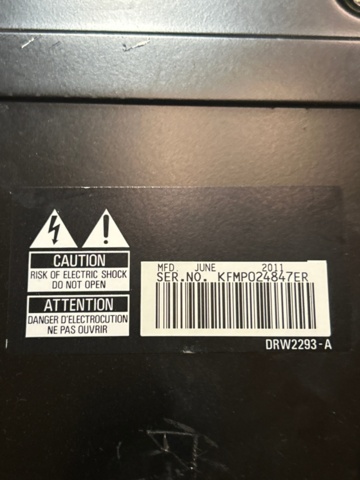 CAUTION
RISK OF ELECTRIC SHOCK
DO NOT OPEN
ATTENTION
DANGER D'ELECTROCUTION
NE PAS OUVRIR
MFD. JUNE 2011
SER.NO. KFMP024847ER
DRW2293-A